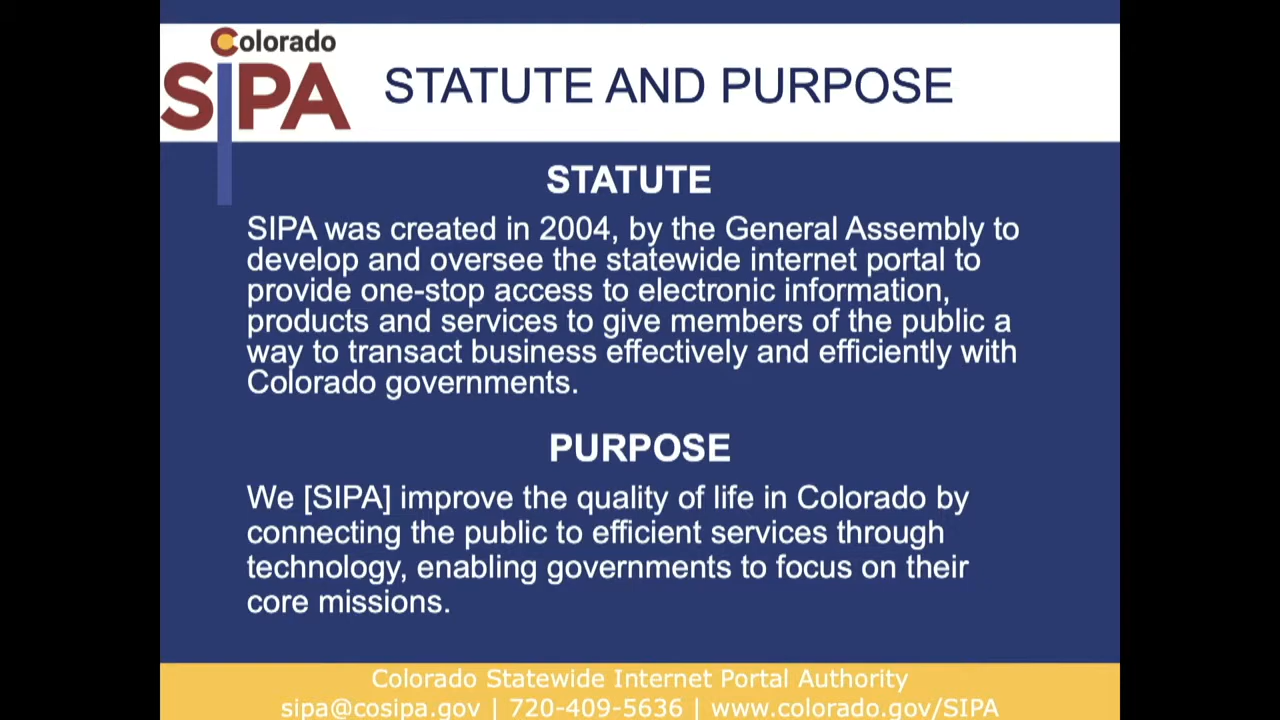 Colorado
SIPA
STATUTE AND PURPOSE
STATUTE
SIPA was created in 2004, by the General Assembly to
develop and oversee the statewide internet portal to
provide one-stop access to electronic information,
products and services to give members of the public a
way to transact business effectively and efficiently with
Colorado governments.
PURPOSE
We [SIPA] improve the quality of life in Colorado by
connecting the public to efficient services through
technology, enabling governments to focus on their
core missions.
Colorado Statewide Internet Portal Authority
sipa@cosipa.gov | 720-409-5636 | www.colorado.gov/SIPA